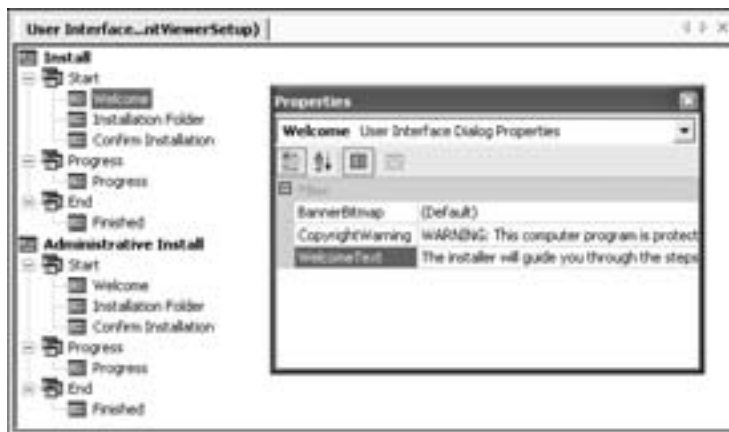 User Interface...ntViewerSetup)
Install
Start
Welcome
Installation Folder
Confirm Installation
Progress
Progress
End
Finished
Administrative Install
Start
Welcome
Installation Folder
Confirm Installation
Progress
Progress
End
Finished
Properties
Welcome User Interface Dialog Properties
Misc
BannerBitmap (Default)
CopyrightWarning WARNING: This computer program is protect
WelcomeText The installer will guide you through the steps